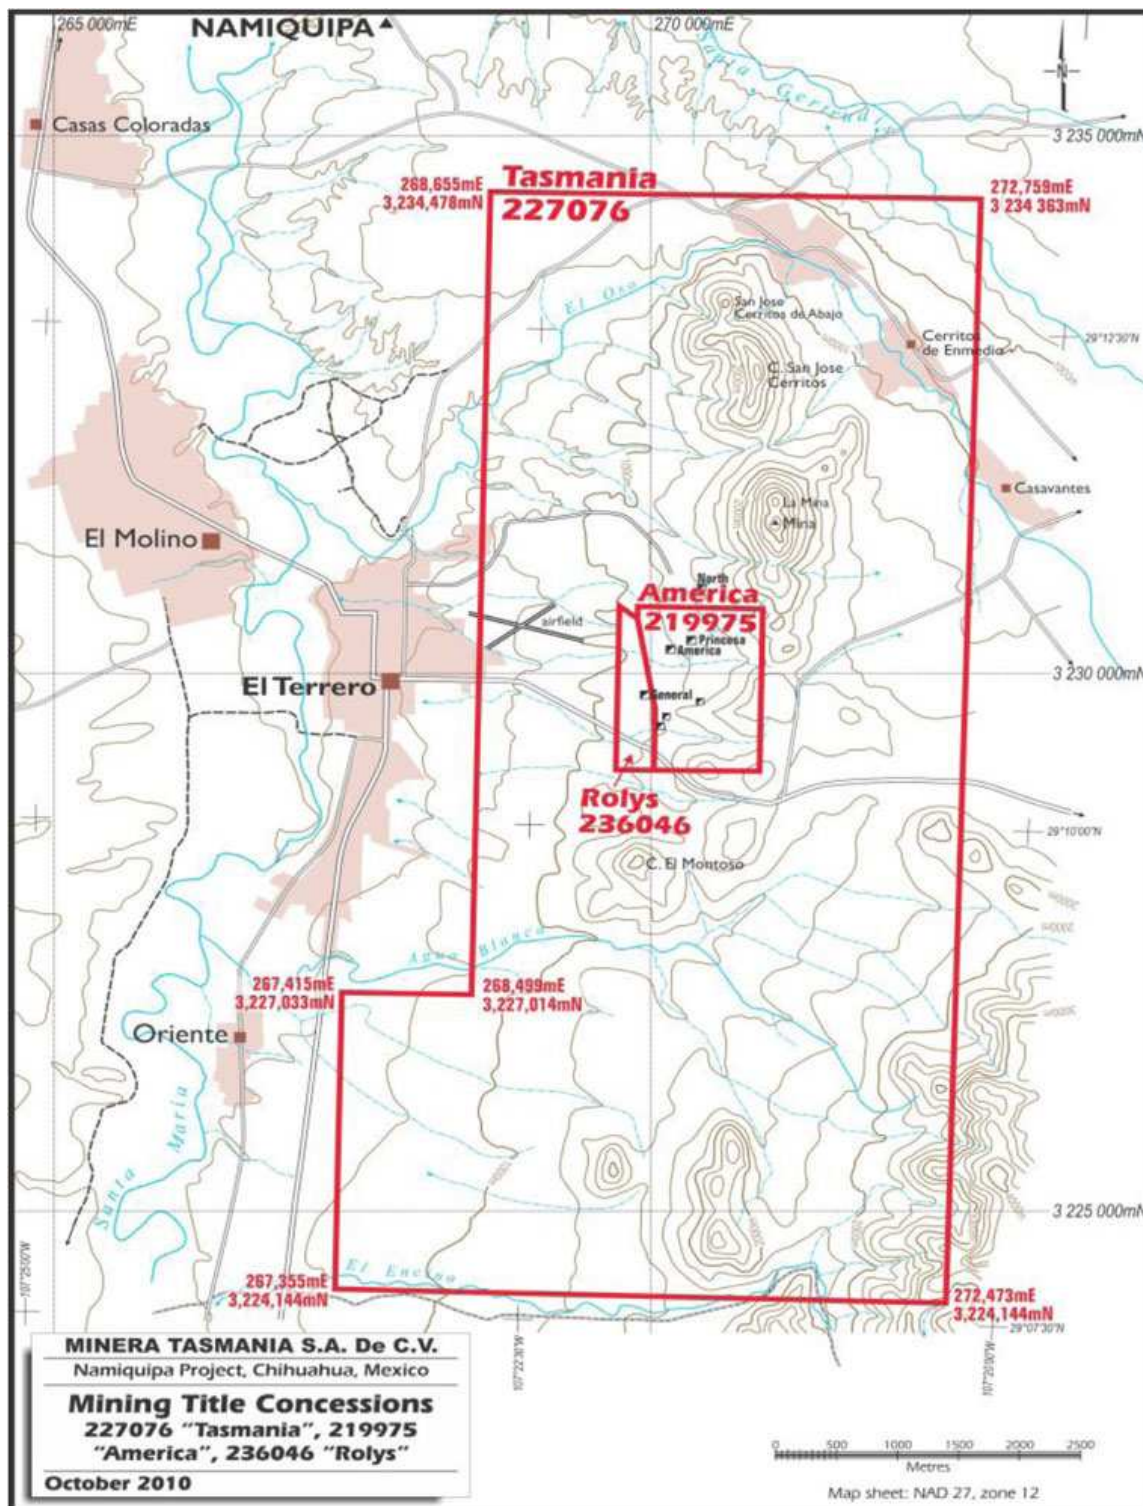 265 000mE
NAMIQUIPA
270 000mE
Santa Gertrudis
N
Casas Coloradas
3 235 000mN
268,655mE
3,234,478mN
Tasmania
227076
272,759mE
3 234 363mN
El Oso
San Jose
Cerritos de Abajo
Cerritos
de Enmedio
29°12'30"N
C. San Jose
Cerritos
La Mina
Mina
Casavantes
El Molino
North
America
219975
airfield
Princesa
America
3 230 000mN
El Terrero
General
Rolys
236046
29°10'00"N
C. El Montoso
Agua Blanca
267,415mE
3,227,033mN
268,499mE
3,227,014mN
Oriente
Santa Maria
3 225 000mN
107°25'00"W
El Encino
267,355mE
3,224,144mN
272,473mE
3,224,144mN
29°07'30"N
107°22'30"W
107°20'00"W
MINERA TASMANIA S.A. De C.V.
Namiquipa Project, Chihuahua, Mexico
Mining Title Concessions
227076 "Tasmania", 219975
"America", 236046 "Rolys"
October 2010
0 500 1000 1500 2000 2500
Metres
Map sheet: NAD 27, zone 12